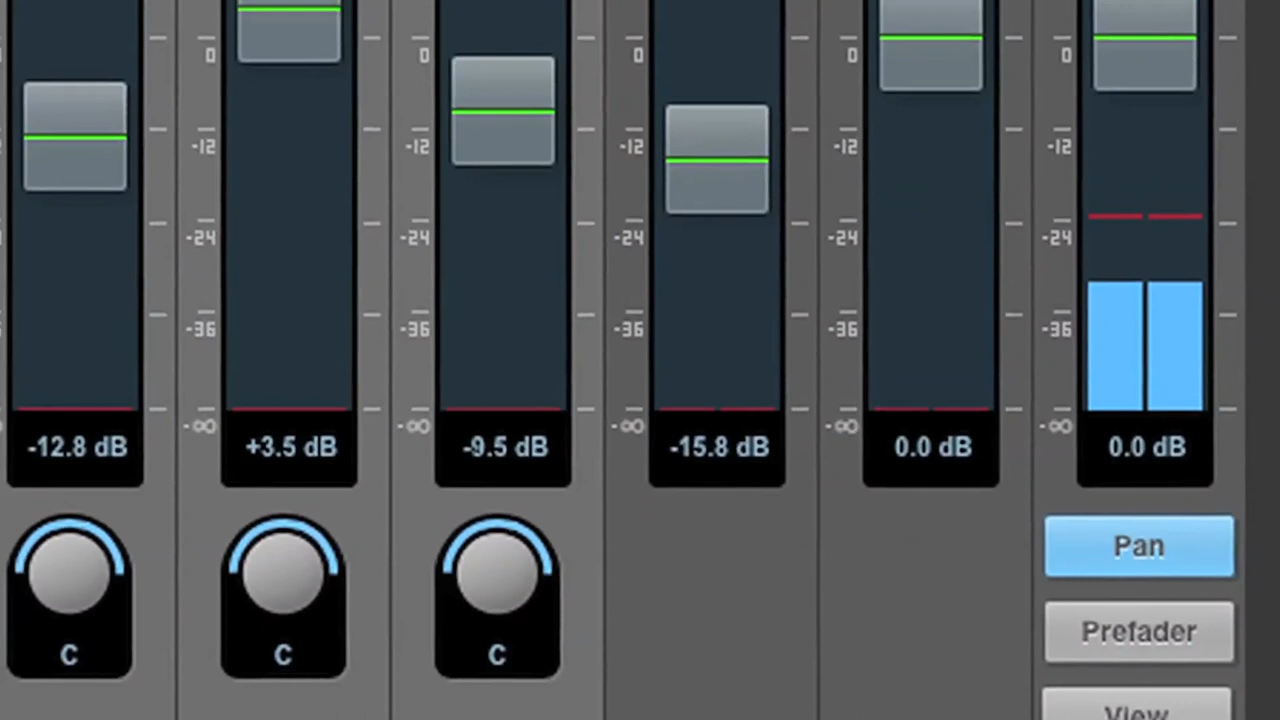 0 0 0 0 0
-12 -12 -12 -12 -12
-24 -24 -24 -24 -24
-36 -36 -36 -36 -36
-∞ -∞ -∞ -∞ -∞
-12.8 dB +3.5 dB -9.5 dB -15.8 dB 0.0 dB 0.0 dB
Pan
Prefader
C C C
View